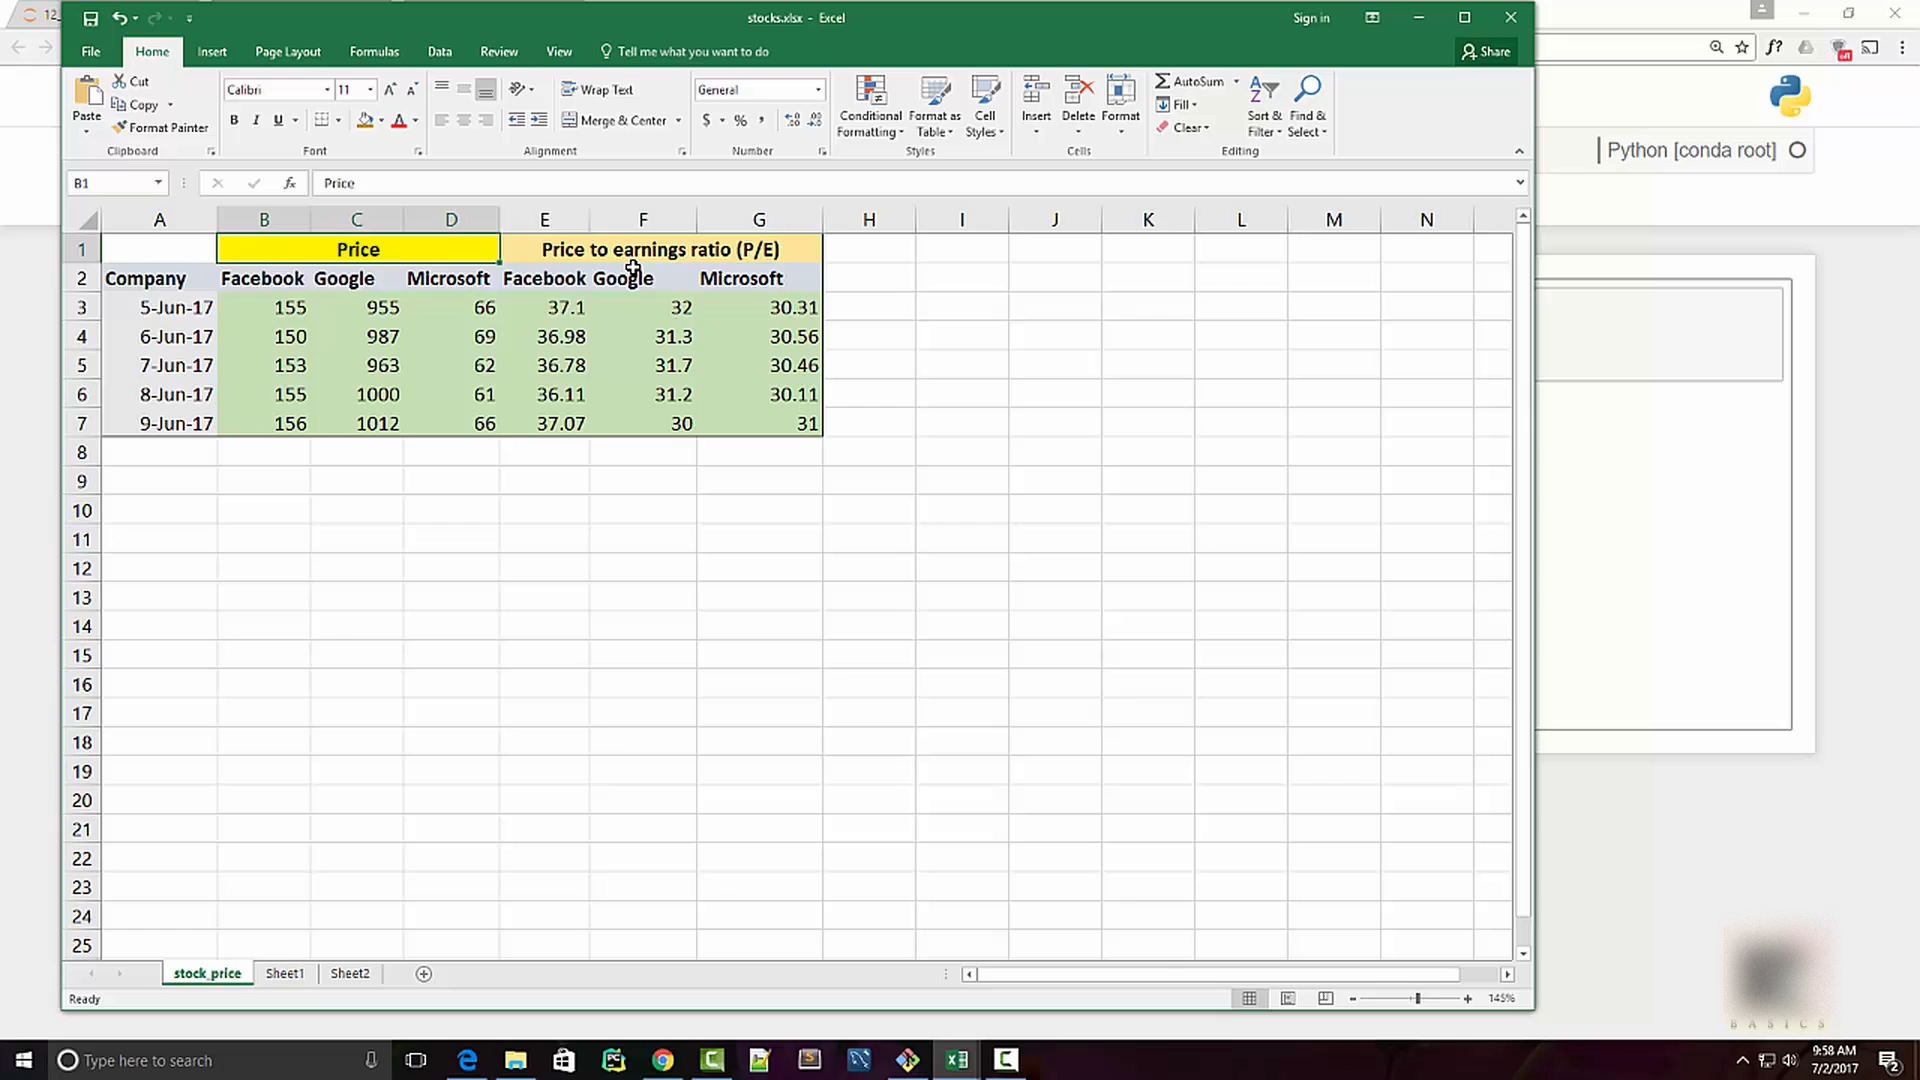 12_
stocks.xlsx - Excel
Sign in
File Home Insert Page Layout Formulas Data Review View Tell me what you want to do Share
Paste
Cut
Copy
Format Painter
Clipboard
Calibri 11
B I U
Font
Wrap Text
Merge & Center
Alignment
General
$ % ,
Number
Conditional Formatting
Format as Table
Cell Styles
Styles
Insert Delete Format
Cells
AutoSum
Fill
Clear
Sort & Filter
Find & Select
Editing
Python [conda root]
B1 fx Price
A B C D E F G H I J K L M N
1 Price Price to earnings ratio (P/E)
2 Company Facebook Google Microsoft Facebook Google Microsoft
3 5-Jun-17 155 955 66 37.1 32 30.31
4 6-Jun-17 150 987 69 36.98 31.3 30.56
5 7-Jun-17 153 963 62 36.78 31.7 30.46
6 8-Jun-17 155 1000 61 36.11 31.2 30.11
7 9-Jun-17 156 1012 66 37.07 30 31
8
9
10
11
12
13
14
15
16
17
18
19
20
21
22
23
24
25
stock_price Sheet1 Sheet2
Ready
145%
BASICS
Type here to search
9:58 AM
7/2/2017
2